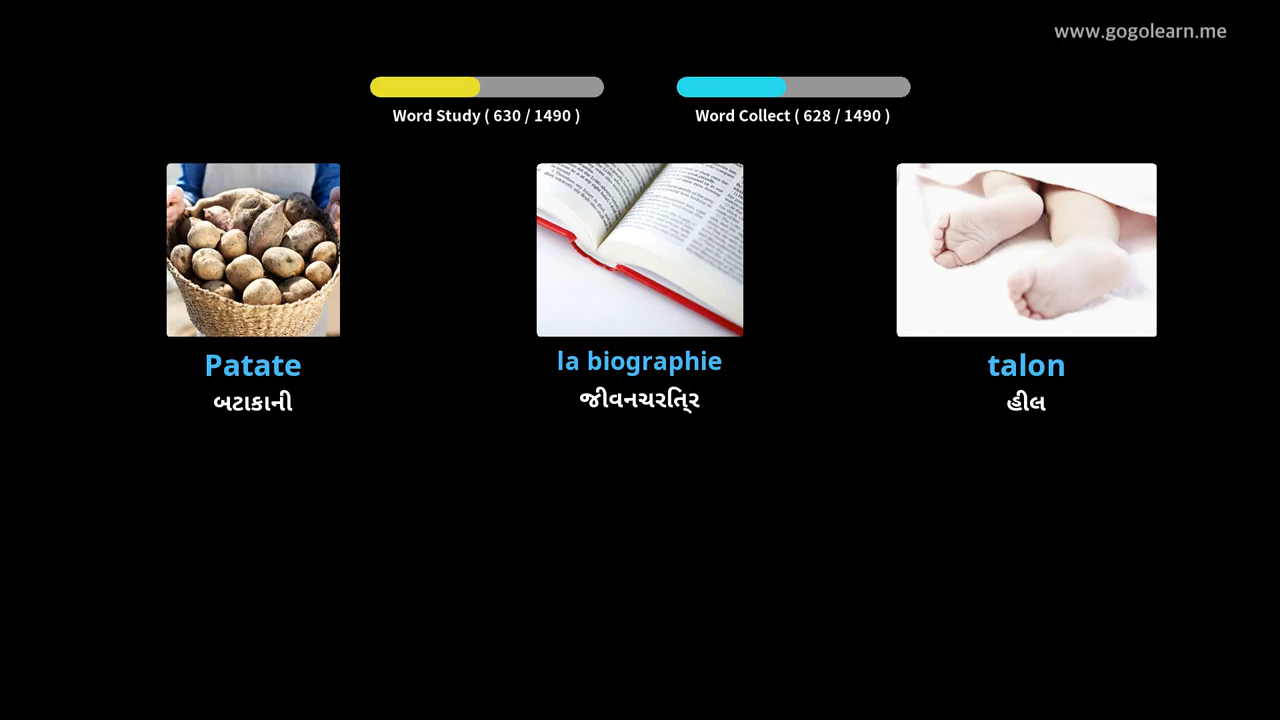 www.gogolearn.me
Word Study ( 630 / 1490 )
Word Collect ( 628 / 1490 )
Patate
la biographie
talon
બટાકાની
જીવનચરિત્ર
હીલ